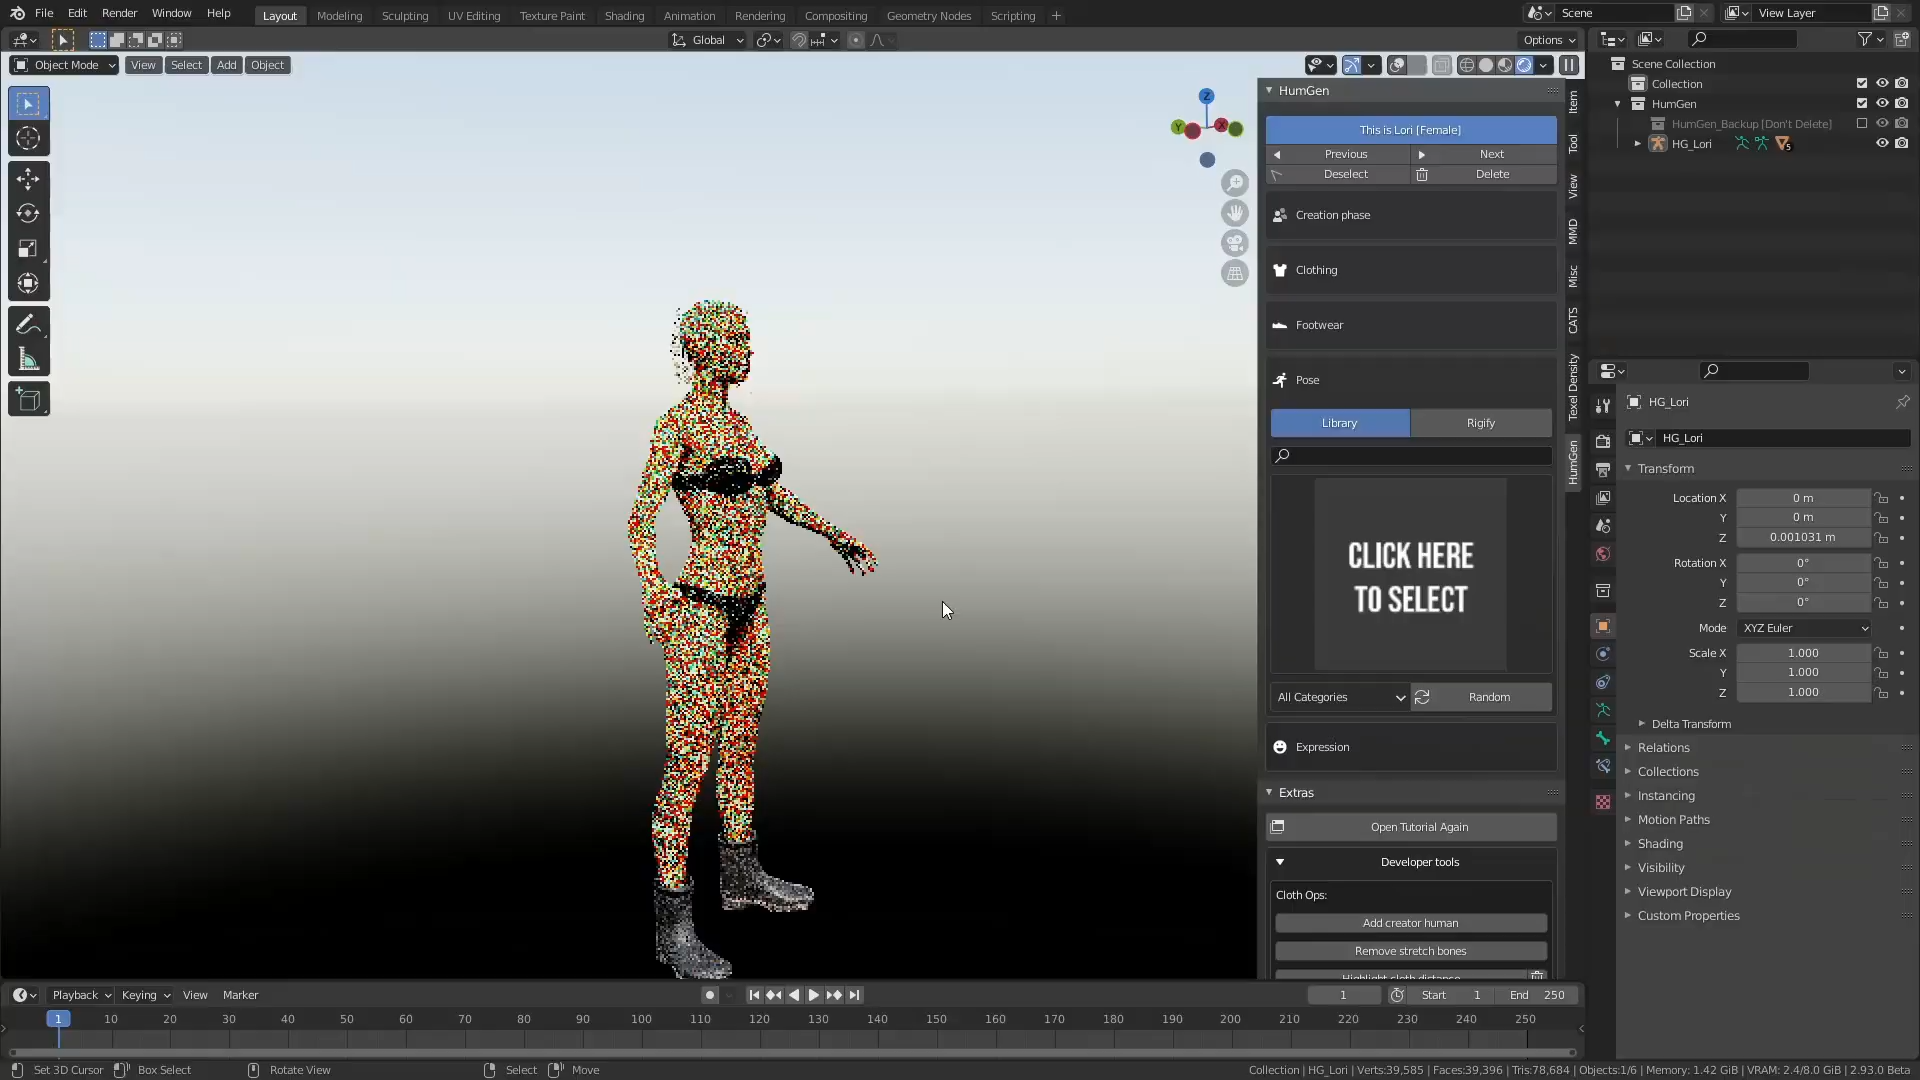 File Edit Render Window Help Layout Modeling Sculpting UV Editing Texture Paint Shading Animation Rendering Compositing Geometry Nodes Scripting + Scene View Layer
Global Options
Object Mode View Select Add Object
Z
Y X
HumGen
This is Lori [Female]
Previous Next
Deselect Delete
Creation phase
Clothing
Footwear
Pose
Library Rigify
CLICK HERE
TO SELECT
All Categories Random
Expression
Extras
Open Tutorial Again
Developer tools
Cloth Ops:
Add creator human
Remove stretch bones
Highlight cloth distance
Item
Tool
View
MMD
Misc
CATS
Texel Density
HumGen
Scene Collection
Collection
HumGen
HumGen_Backup [Don't Delete]
HG_Lori 5
HG_Lori
HG_Lori
Transform
Location X 0 m
Y 0 m
Z 0.001031 m
Rotation X 0°
Y 0°
Z 0°
Mode XYZ Euler
Scale X 1.000
Y 1.000
Z 1.000
Delta Transform
Relations
Collections
Instancing
Motion Paths
Shading
Visibility
Viewport Display
Custom Properties
Playback Keying View Marker 1 Start 1 End 250
1 10 20 30 40 50 60 70 80 90 100 110 120 130 140 150 160 170 180 190 200 210 220 230 240 250
Set 3D Cursor Box Select Rotate View Select Move Collection | HG_Lori | Verts:39,585 | Faces:39,396 | Tris:78,684 | Objects:1/6 | Memory: 1.42 GiB | VRAM: 2.4/8.0 GiB | 2.93.0 Beta